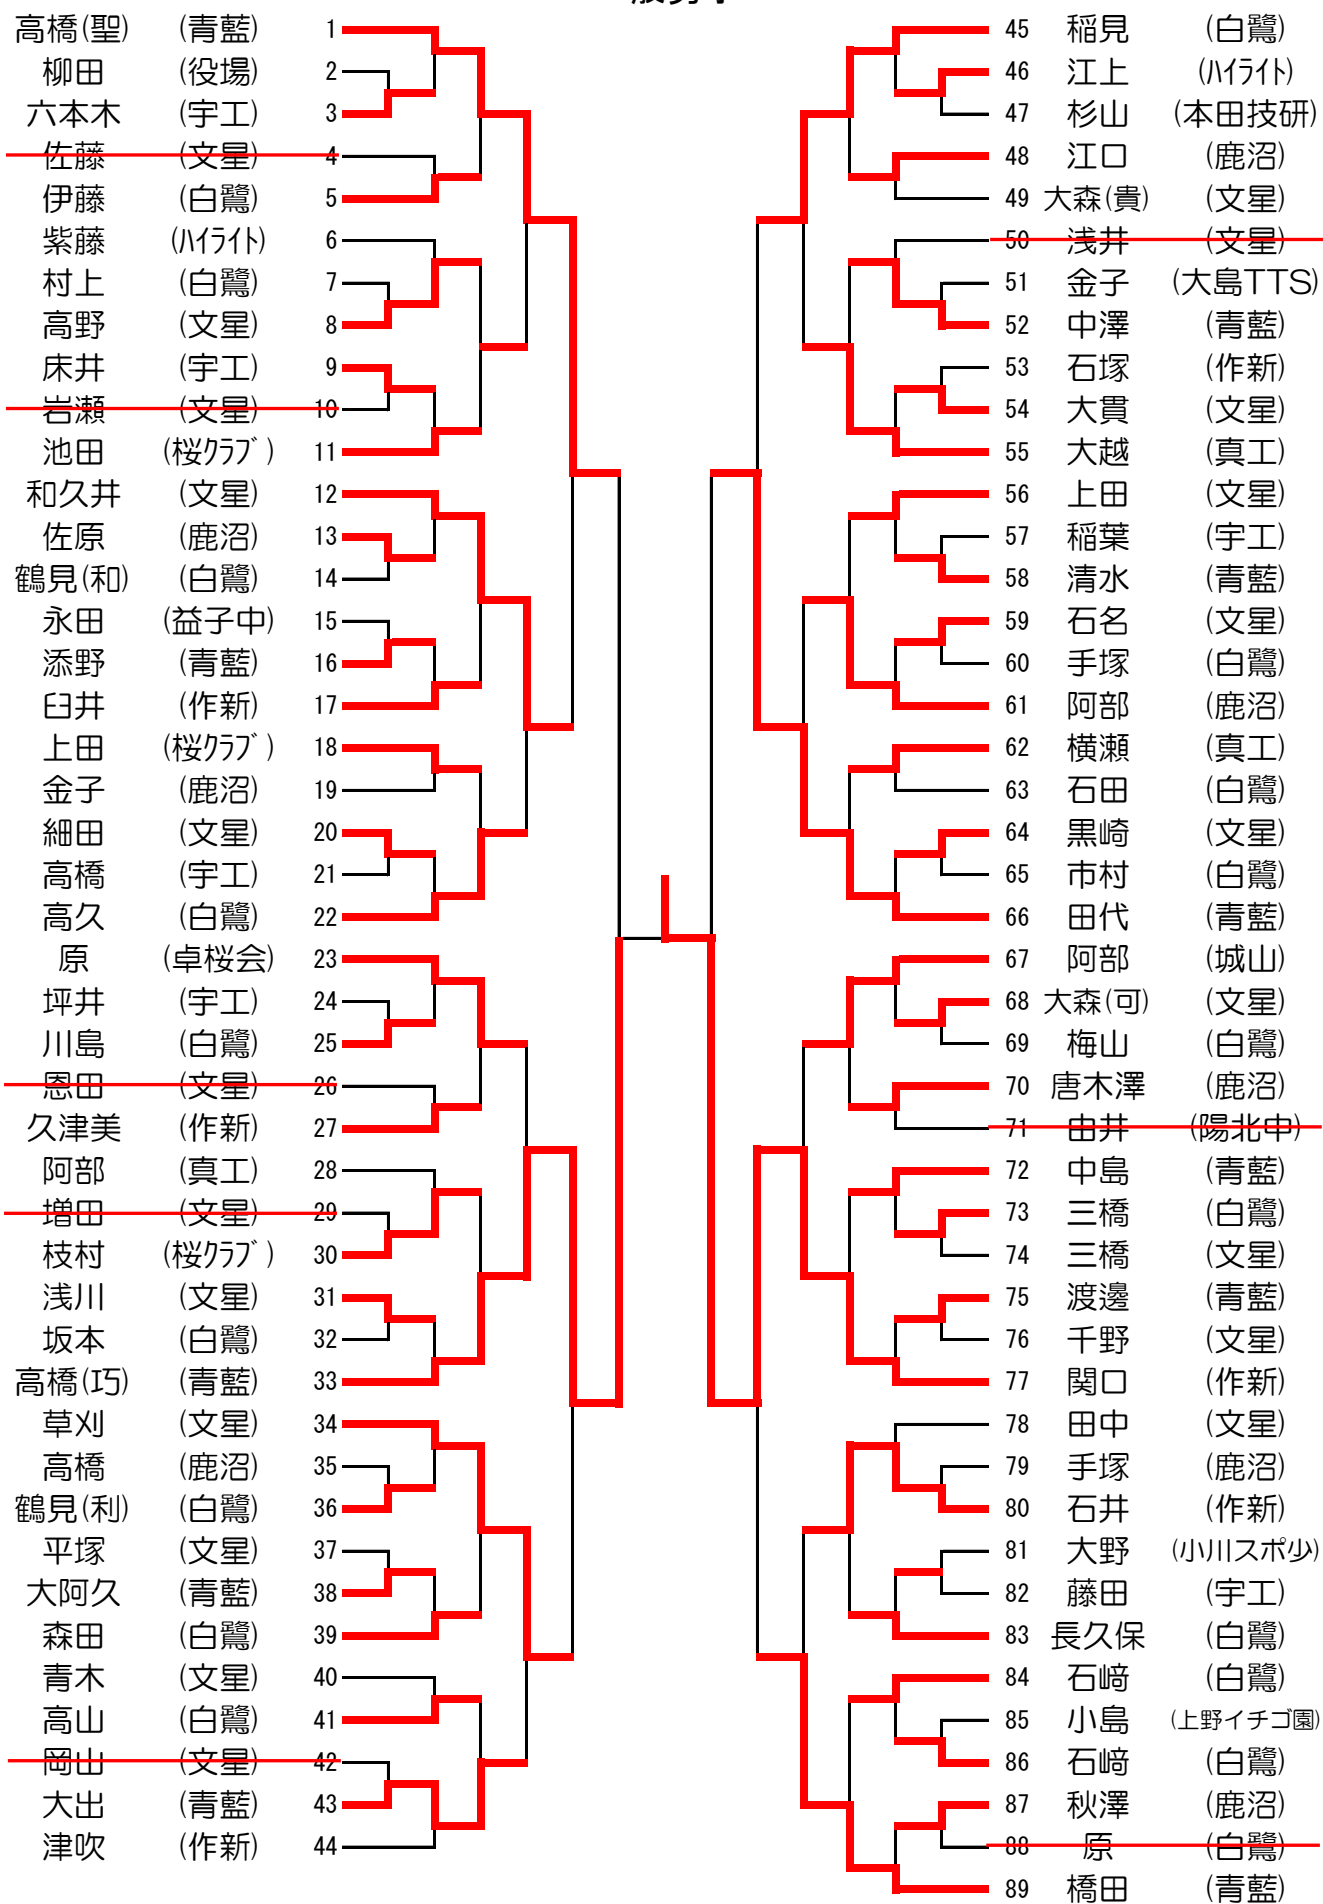 高橋(聖) (青藍) 1
柳田 (役場) 2
六本木 (宇工) 3
佐藤 (文星) 4
伊藤 (白鷺) 5
紫藤 (ﾊｲﾗｲﾄ) 6
村上 (白鷺) 7
高野 (文星) 8
床井 (宇工) 9
岩瀬 (文星) 10
池田 (桜ｸﾗﾌﾞ) 11
和久井 (文星) 12
佐原 (鹿沼) 13
鶴見(和) (白鷺) 14
永田 (益子中) 15
添野 (青藍) 16
臼井 (作新) 17
上田 (桜ｸﾗﾌﾞ) 18
金子 (鹿沼) 19
細田 (文星) 20
高橋 (宇工) 21
高久 (白鷺) 22
原 (卓桜会) 23
坪井 (宇工) 24
川島 (白鷺) 25
恩田 (文星) 26
久津美 (作新) 27
阿部 (真工) 28
増田 (文星) 29
枝村 (桜ｸﾗﾌﾞ) 30
浅川 (文星) 31
坂本 (白鷺) 32
高橋(巧) (青藍) 33
草刈 (文星) 34
高橋 (鹿沼) 35
鶴見(利) (白鷺) 36
平塚 (文星) 37
大阿久 (青藍) 38
森田 (白鷺) 39
青木 (文星) 40
高山 (白鷺) 41
岡山 (文星) 42
大出 (青藍) 43
津吹 (作新) 44
45 稲見 (白鷺)
46 江上 (ﾊｲﾗｲﾄ)
47 杉山 (本田技研)
48 江口 (鹿沼)
49 大森(貴) (文星)
50 浅井 (文星)
51 金子 (大島TTS)
52 中澤 (青藍)
53 石塚 (作新)
54 大貫 (文星)
55 大越 (真工)
56 上田 (文星)
57 稲葉 (宇工)
58 清水 (青藍)
59 石名 (文星)
60 手塚 (白鷺)
61 阿部 (鹿沼)
62 横瀬 (真工)
63 石田 (白鷺)
64 黒崎 (文星)
65 市村 (白鷺)
66 田代 (青藍)
67 阿部 (城山)
68 大森(可) (文星)
69 梅山 (白鷺)
70 唐木澤 (鹿沼)
71 由井 (陽北中)
72 中島 (青藍)
73 三橋 (白鷺)
74 三橋 (文星)
75 渡邊 (青藍)
76 千野 (文星)
77 関口 (作新)
78 田中 (文星)
79 手塚 (鹿沼)
80 石井 (作新)
81 大野 (小川スポ少)
82 藤田 (宇工)
83 長久保 (白鷺)
84 石﨑 (白鷺)
85 小島 (上野イチゴ園)
86 石﨑 (白鷺)
87 秋澤 (鹿沼)
88 原 (白鷺)
89 橋田 (青藍)